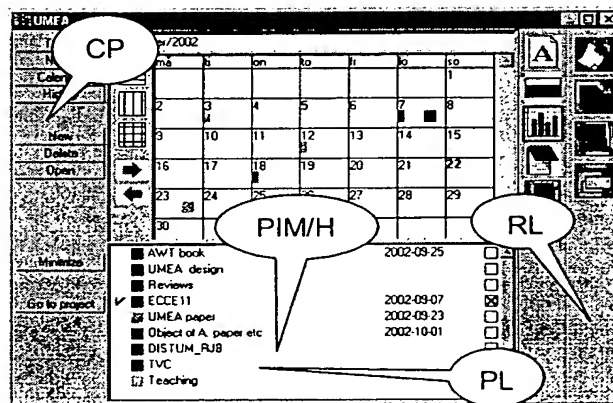 UMEA
CP
er/2002
må ti on to fr lö sö
1
2 3 4 5 6 7 8
9 10 11 12 13 14 15
16 17 18 19 20 21 22
23 24 25 26 27 28 29
30
New
Delete
Open
Minimize
Go to project
PIM/H
RL
PL
AWT book 2002-09-25
UMEA design
Reviews
ECCE11 2002-09-07
UMEA paper 2002-09-23
Object of A. paper etc 2002-10-01
DISTUM_RJB
TVC
Teaching
A